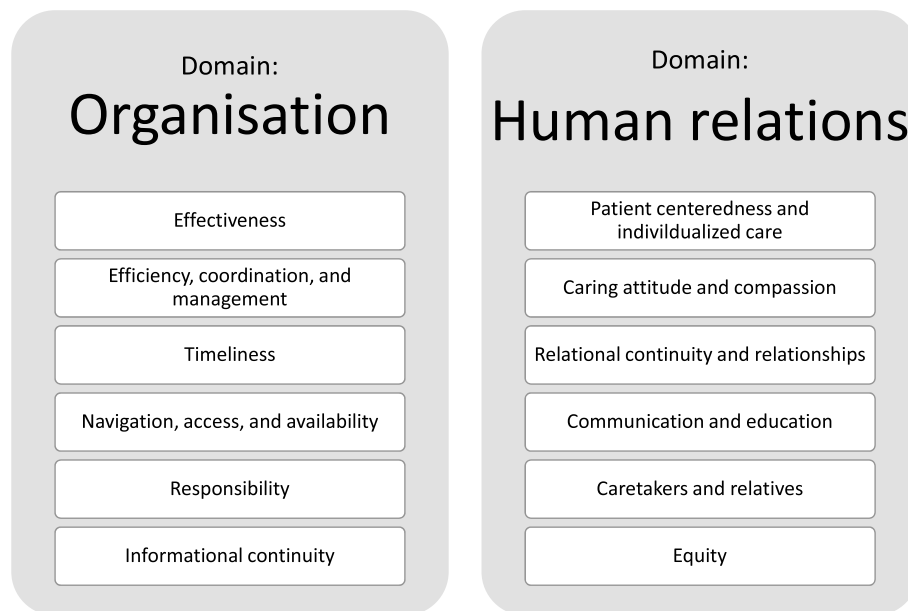 Domain:
Organisation
Effectiveness
Efficiency, coordination, and
management
Timeliness
Navigation, access, and availability
Responsibility
Informational continuity
Domain:
Human relations
Patient centeredness and
indivildualized care
Caring attitude and compassion
Relational continuity and relationships
Communication and education
Caretakers and relatives
Equity